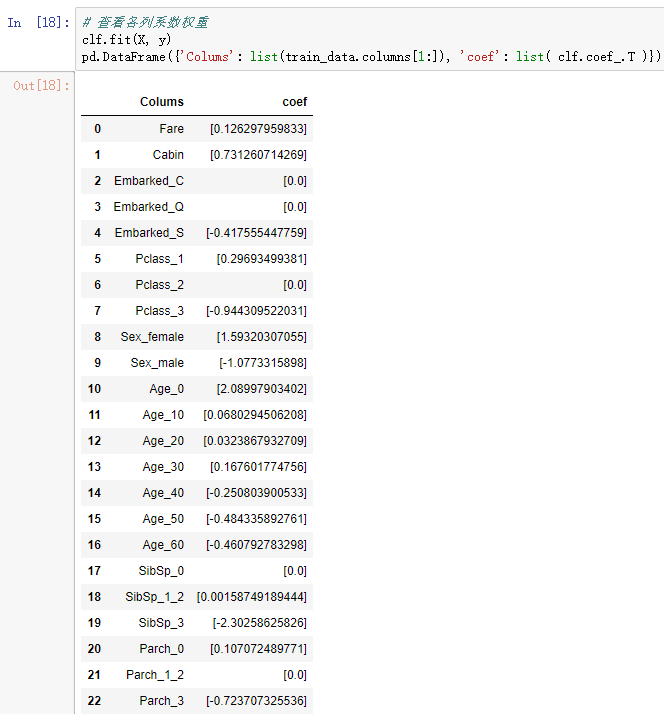 In [18]:
# 查看各列系数权重
clf.fit(X, y)
pd.DataFrame({'Colums': list(train_data.columns[1:]), 'coef': list( clf.coef_.T )})
Out[18]:
Colums coef
0 Fare [0.126297959833]
1 Cabin [0.731260714269]
2 Embarked_C [0.0]
3 Embarked_Q [0.0]
4 Embarked_S [-0.417555447759]
5 Pclass_1 [0.29693499381]
6 Pclass_2 [0.0]
7 Pclass_3 [-0.944309522031]
8 Sex_female [1.59320307055]
9 Sex_male [-1.0773315898]
10 Age_0 [2.08997903402]
11 Age_10 [0.0680294506208]
12 Age_20 [0.0323867932709]
13 Age_30 [0.167601774756]
14 Age_40 [-0.250803900533]
15 Age_50 [-0.484335892761]
16 Age_60 [-0.460792783298]
17 SibSp_0 [0.0]
18 SibSp_1_2 [0.00158749189444]
19 SibSp_3 [-2.30258625826]
20 Parch_0 [0.107072489771]
21 Parch_1_2 [0.0]
22 Parch_3 [-0.723707325536]